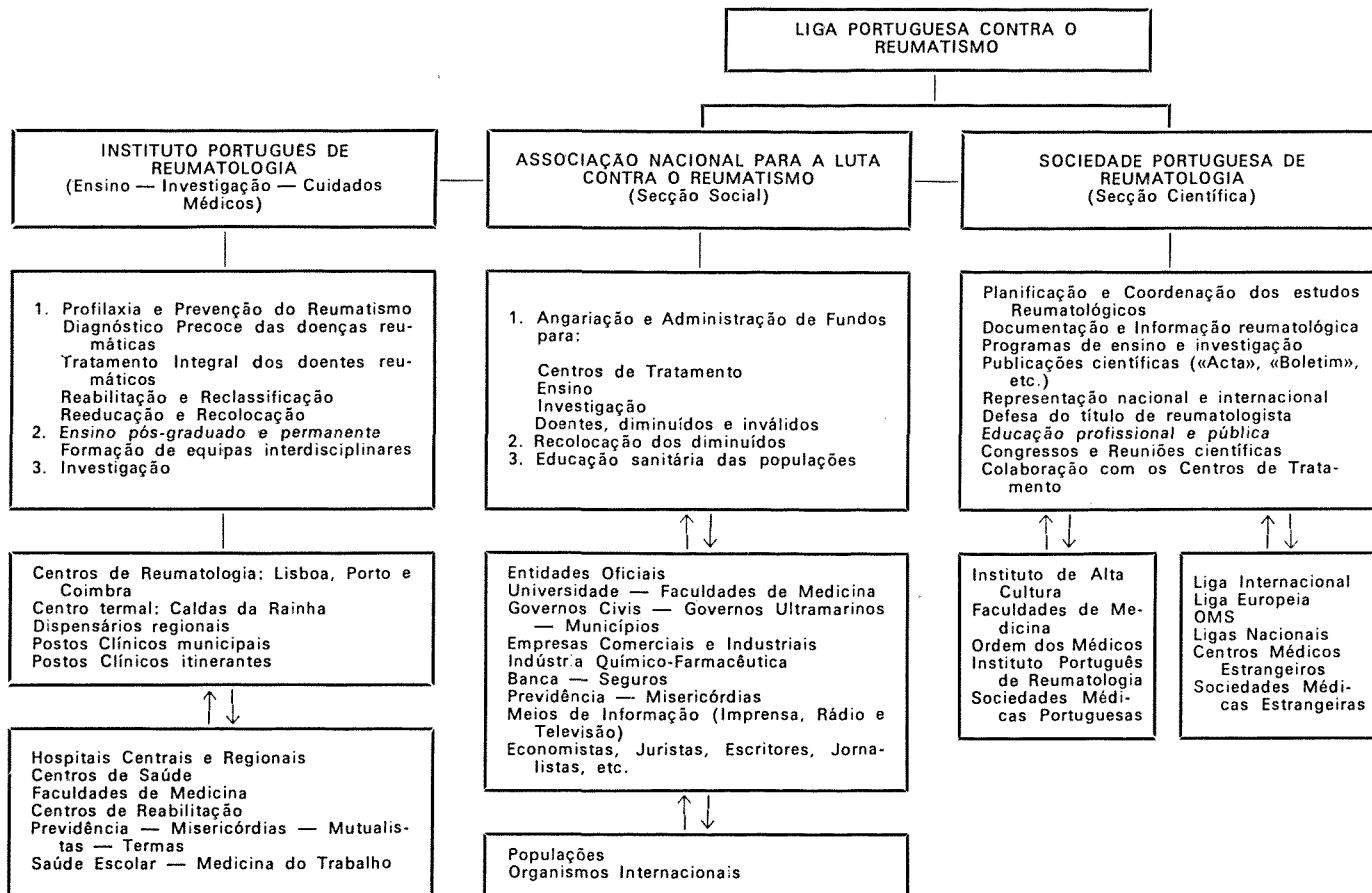 LIGA PORTUGUESA CONTRA O
REUMATISMO
INSTITUTO PORTUGUÊS DE
REUMATOLOGIA
(Ensino — Investigação — Cuidados
Médicos)
ASSOCIAÇÃO NACIONAL PARA A LUTA
CONTRA O REUMATISMO
(Secção Social)
SOCIEDADE PORTUGUESA DE
REUMATOLOGIA
(Secção Científica)
1. Profilaxia e Prevenção do Reumatismo
Diagnóstico Precoce das doenças reu-
máticas
Tratamento Integral dos doentes reu-
máticos
Reabilitação e Reclassificação
Reeducação e Recolocação
2. Ensino pós-graduado e permanente
Formação de equipas interdisciplinares
3. Investigação
1. Angariação e Administração de Fundos
para:
Centros de Tratamento
Ensino
Investigação
Doentes, diminuídos e inválidos
2. Recolocação dos diminuídos
3. Educação sanitária das populações
Planificação e Coordenação dos estudos
Reumatológicos
Documentação e Informação reumatológica
Programas de ensino e investigação
Publicações científicas («Acta», «Boletim»,
etc.)
Representação nacional e internacional
Defesa do título de reumatologista
Educação profissional e pública
Congressos e Reuniões científicas
Colaboração com os Centros de Trata-
mento
Centros de Reumatologia: Lisboa, Porto e
Coimbra
Centro termal: Caldas da Rainha
Dispensários regionais
Postos Clínicos municipais
Postos Clínicos itinerantes
Entidades Oficiais
Universidade — Faculdades de Medicina
Governos Civis — Governos Ultramarinos
— Municípios
Empresas Comerciais e Industriais
Indústria Químico-Farmacêutica
Banca — Seguros
Previdência — Misericórdias
Meios de Informação (Imprensa, Rádio e
Televisão)
Economistas, Juristas, Escritores, Jorna-
listas, etc.
Instituto de Alta
Cultura
Faculdades de Me-
dicina
Ordem dos Médicos
Instituto Português
de Reumatologia
Sociedades Médi-
cas Portuguesas
Liga Internacional
Liga Europeia
OMS
Ligas Nacionais
Centros Médicos
Estrangeiros
Sociedades Médi-
cas Estrangeiras
Hospitais Centrais e Regionais
Centros de Saúde
Faculdades de Medicina
Centros de Reabilitação
Previdência — Misericórdias — Mutualis-
tas — Termas
Saúde Escolar — Medicina do Trabalho
Populações
Organismos Internacionais